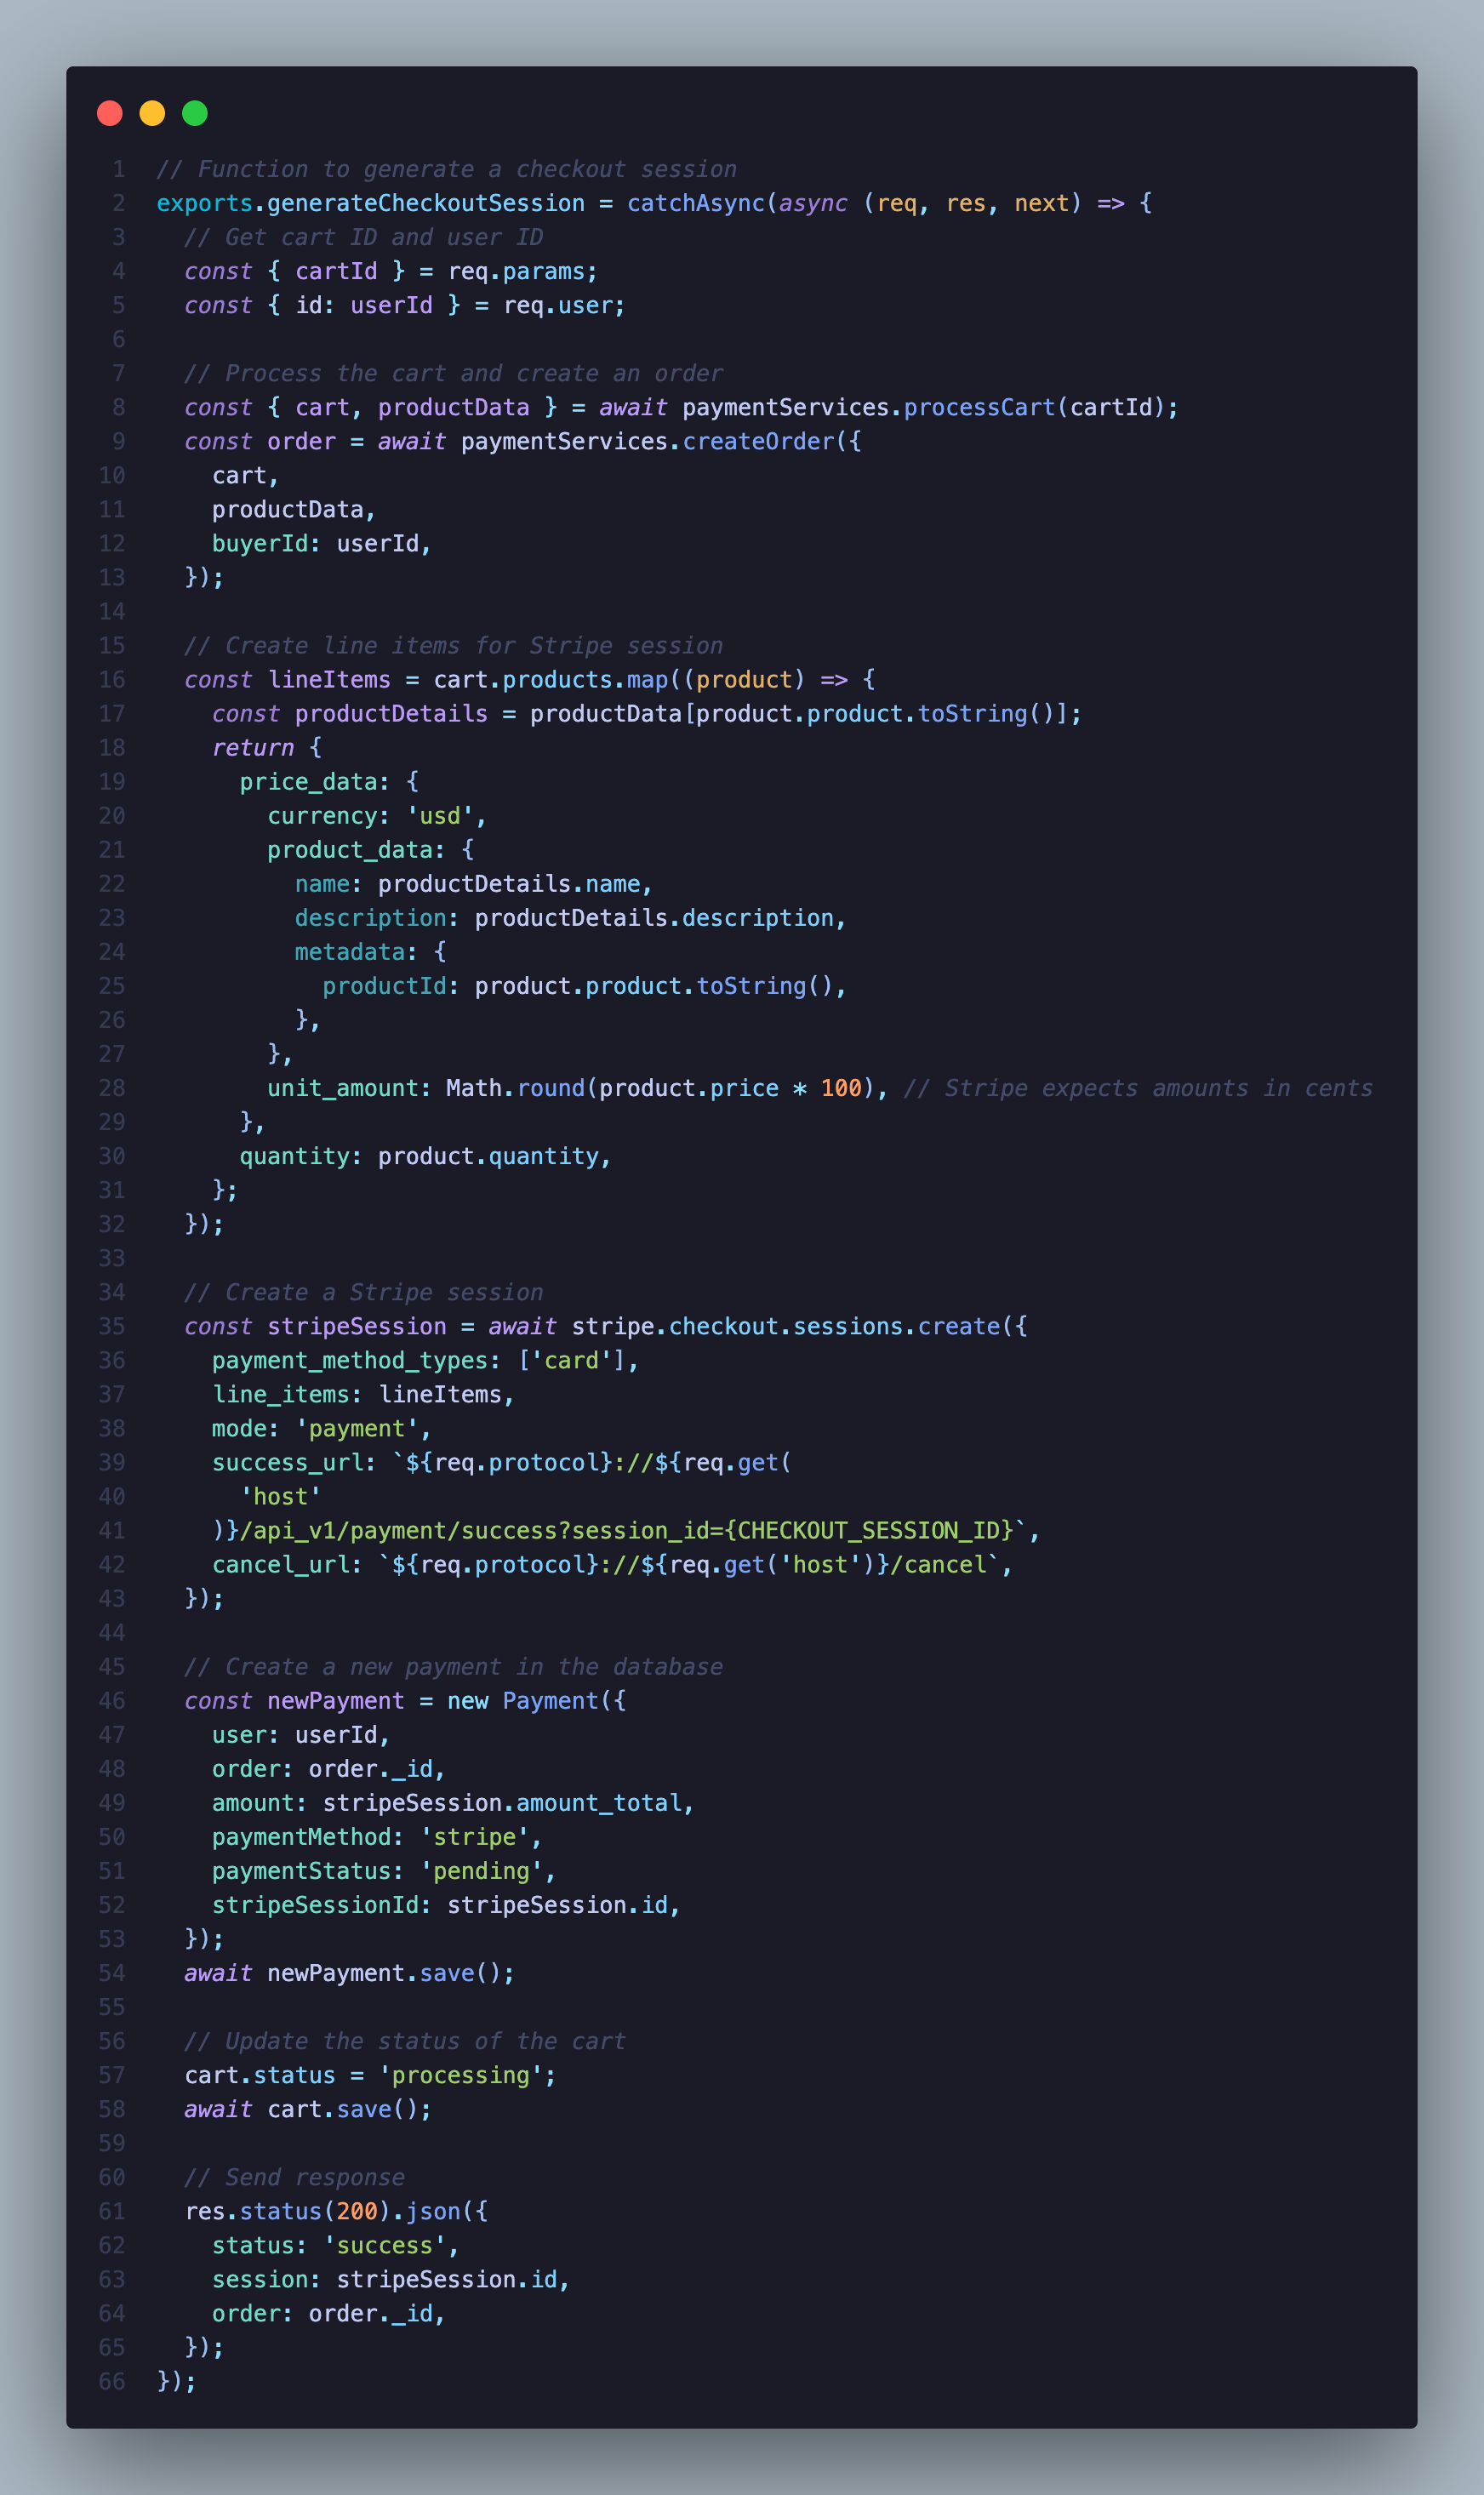 1 // Function to generate a checkout session
2 exports.generateCheckoutSession = catchAsync(async (req, res, next) => {
3   // Get cart ID and user ID
4   const { cartId } = req.params;
5   const { id: userId } = req.user;
6
7   // Process the cart and create an order
8   const { cart, productData } = await paymentServices.processCart(cartId);
9   const order = await paymentServices.createOrder({
10     cart,
11     productData,
12     buyerId: userId,
13   });
14
15   // Create line items for Stripe session
16   const lineItems = cart.products.map((product) => {
17     const productDetails = productData[product.product.toString()];
18     return {
19       price_data: {
20         currency: 'usd',
21         product_data: {
22           name: productDetails.name,
23           description: productDetails.description,
24           metadata: {
25             productId: product.product.toString(),
26           },
27         },
28         unit_amount: Math.round(product.price * 100), // Stripe expects amounts in cents
29       },
30       quantity: product.quantity,
31     };
32   });
33
34   // Create a Stripe session
35   const stripeSession = await stripe.checkout.sessions.create({
36     payment_method_types: ['card'],
37     line_items: lineItems,
38     mode: 'payment',
39     success_url: `${req.protocol}://${req.get(
40       'host'
41     )}/api_v1/payment/success?session_id={CHECKOUT_SESSION_ID}`,
42     cancel_url: `${req.protocol}://${req.get('host')}/cancel`,
43   });
44
45   // Create a new payment in the database
46   const newPayment = new Payment({
47     user: userId,
48     order: order._id,
49     amount: stripeSession.amount_total,
50     paymentMethod: 'stripe',
51     paymentStatus: 'pending',
52     stripeSessionId: stripeSession.id,
53   });
54   await newPayment.save();
55
56   // Update the status of the cart
57   cart.status = 'processing';
58   await cart.save();
59
60   // Send response
61   res.status(200).json({
62     status: 'success',
63     session: stripeSession.id,
64     order: order._id,
65   });
66 });